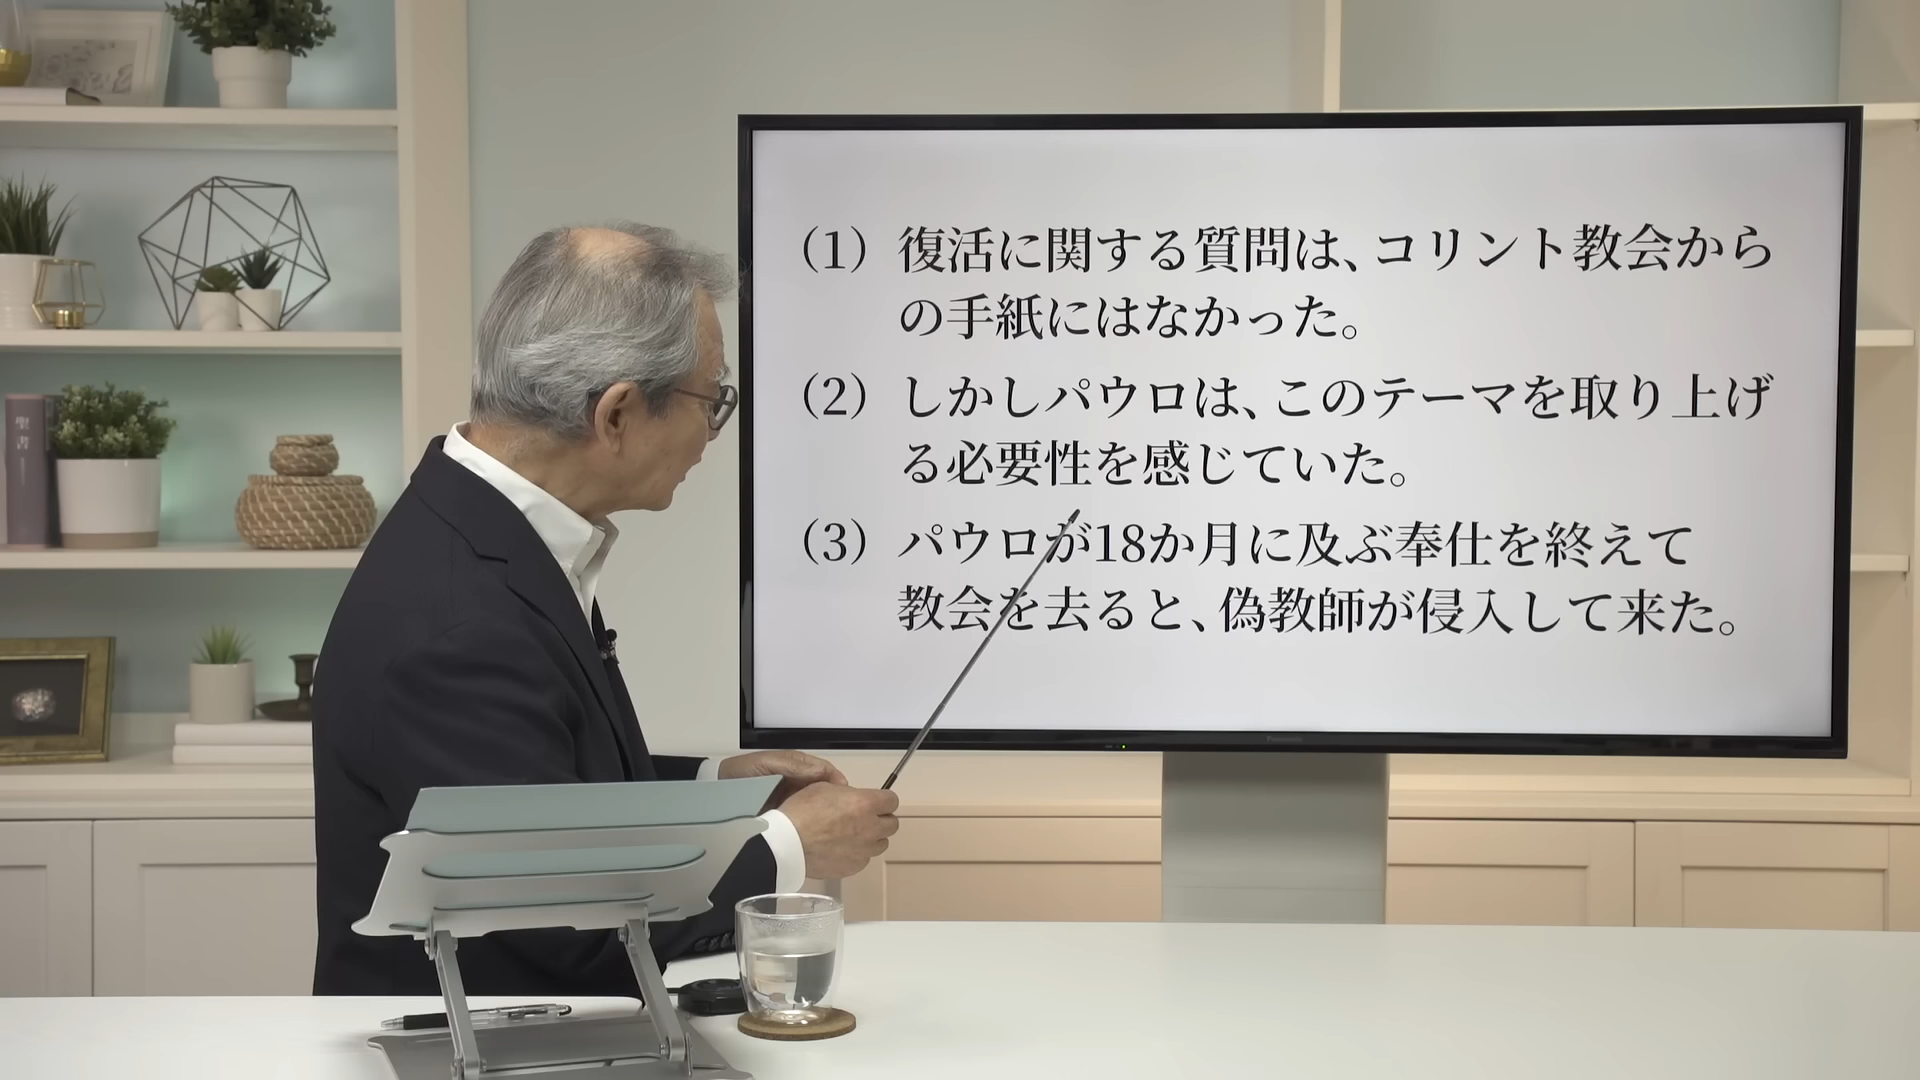 (1) 復活に関する質問は、コリント教会から
の手紙にはなかった。
(2) しかしパウロは、このテーマを取り上げ
る必要性を感じていた。
(3) パウロが18か月に及ぶ奉仕を終えて
教会を去ると、偽教師が侵入して来た。
聖書
Panasonic